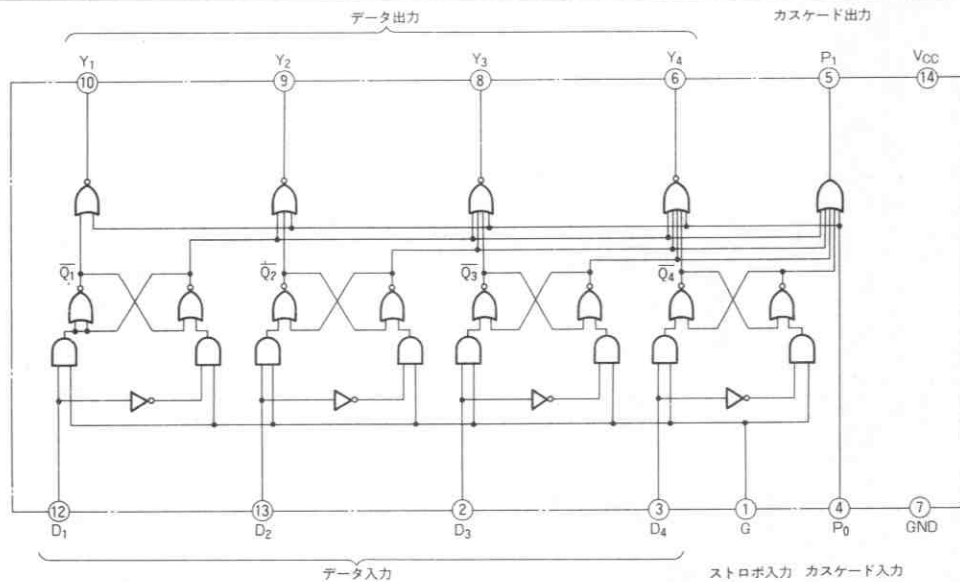 データ出力 カスケード出力
Y1 Y2 Y3 Y4 P1 VCC
10 9 8 6 5 14
Q1 Q2 Q3 Q4
12 13 2 3 1 4 7
D1 D2 D3 D4 G P0 GND
データ入力 ストロボ入力 カスケード入力